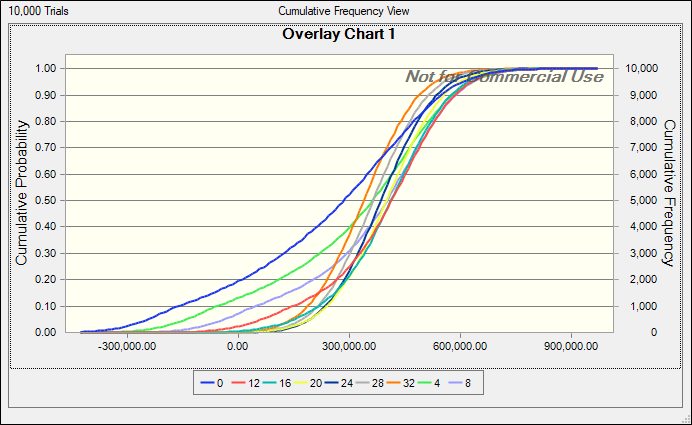 10,000 Trials
Cumulative Frequency View
Overlay Chart 1
Not for Commercial Use
Cumulative Probability
1.00
0.90
0.80
0.70
0.60
0.50
0.40
0.30
0.20
0.10
0.00
10,000
9,000
8,000
7,000
6,000
5,000
4,000
3,000
2,000
1,000
0
Cumulative Frequency
-300,000.00 0.00 300,000.00 600,000.00 900,000.00
0 12 16 20 24 28 32 4 8